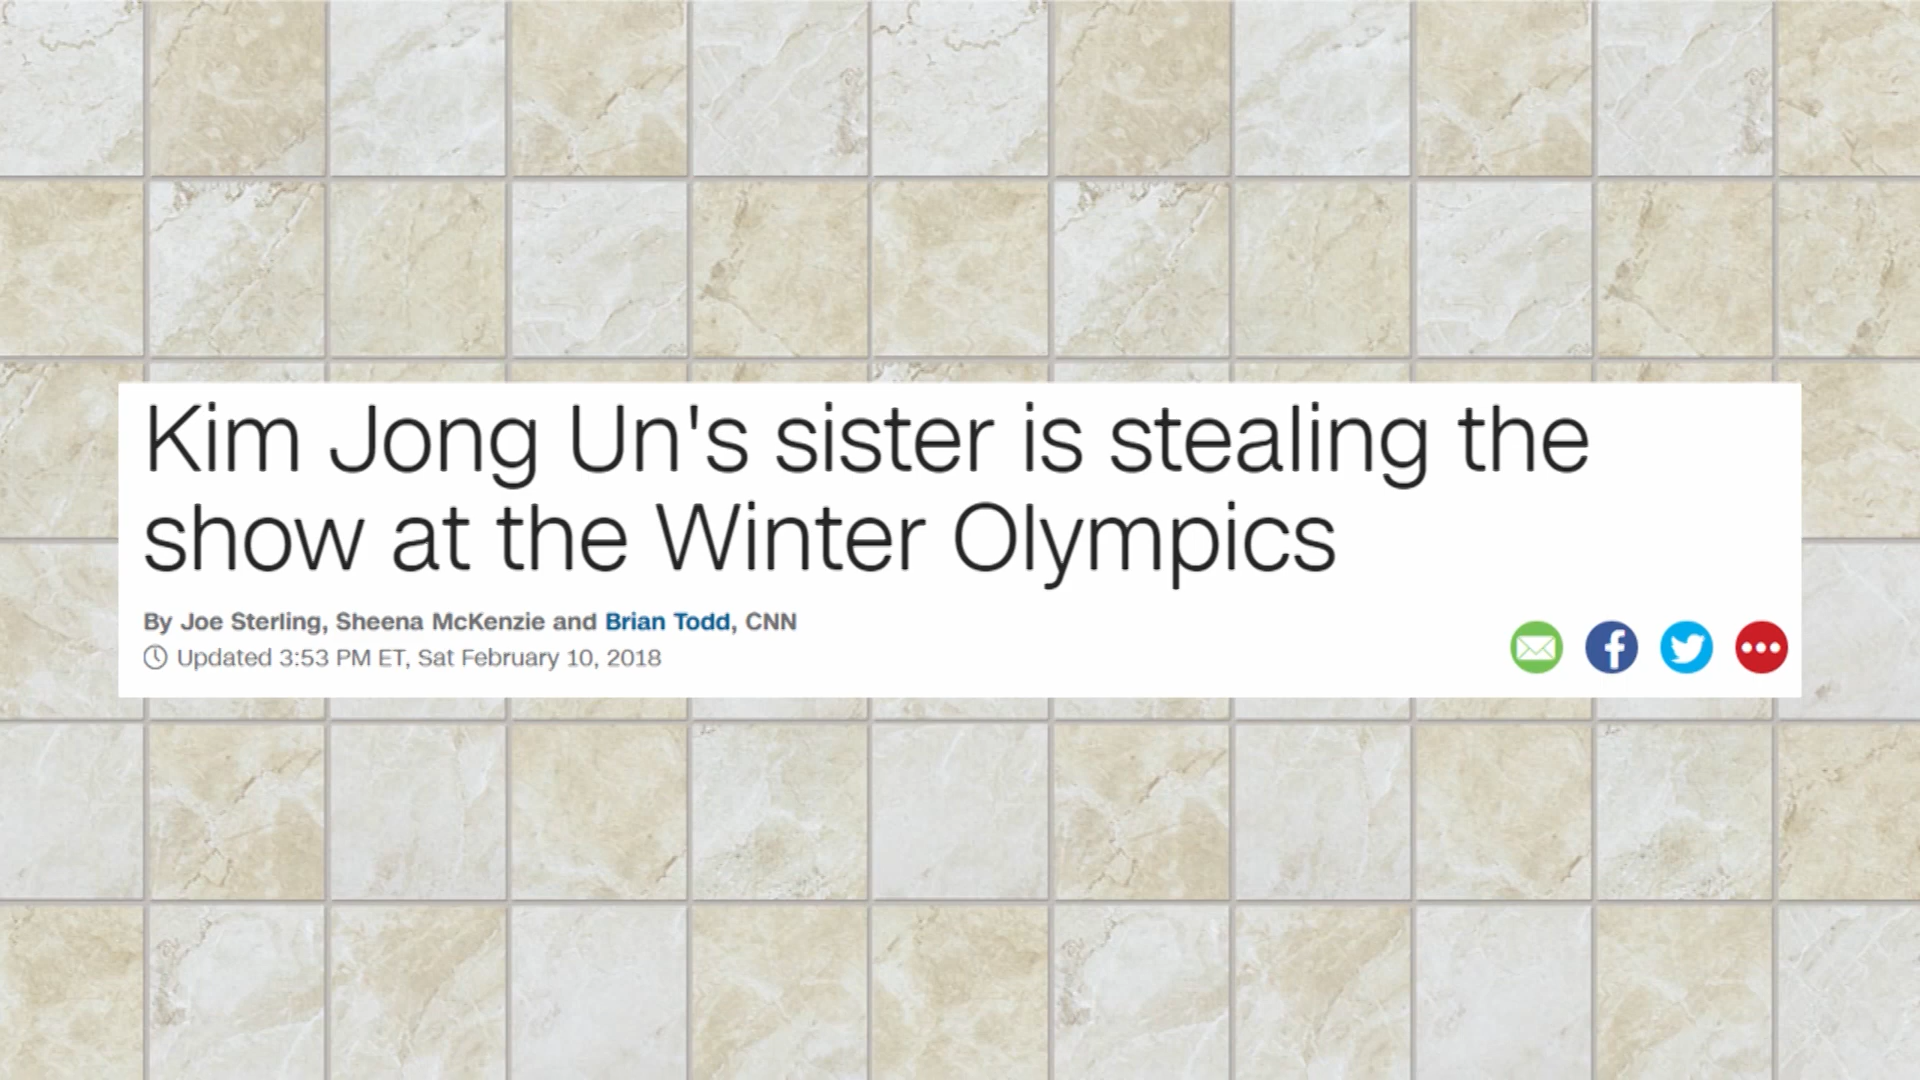 Kim Jong Un's sister is stealing the
show at the Winter Olympics
By Joe Sterling, Sheena McKenzie and Brian Todd, CNN
Updated 3:53 PM ET, Sat February 10, 2018